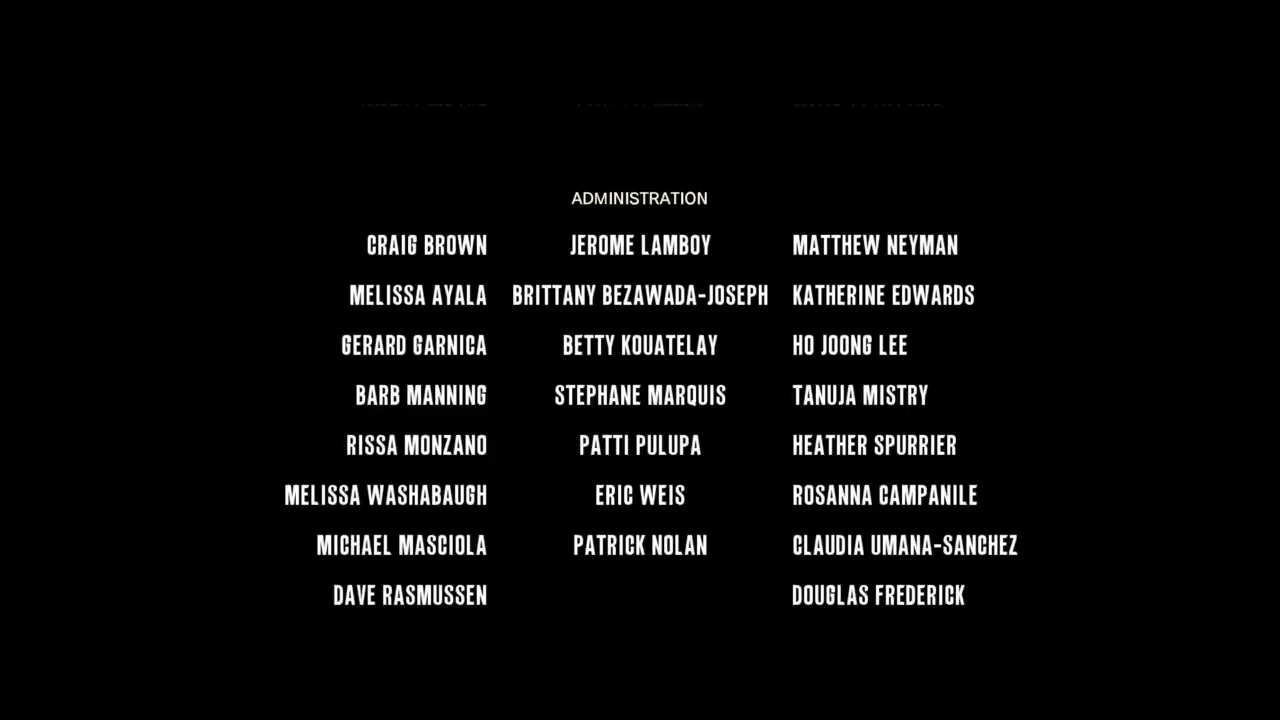 ADMINISTRATION
CRAIG BROWN JEROME LAMBOY MATTHEW NEYMAN
MELISSA AYALA BRITTANY BEZAWADA-JOSEPH KATHERINE EDWARDS
GERARD GARNICA BETTY KOUATELAY HO JOONG LEE
BARB MANNING STEPHANE MARQUIS TANUJA MISTRY
RISSA MONZANO PATTI PULUPA HEATHER SPURRIER
MELISSA WASHABAUGH ERIC WEIS ROSANNA CAMPANILE
MICHAEL MASCIOLA PATRICK NOLAN CLAUDIA UMANA-SANCHEZ
DAVE RASMUSSEN DOUGLAS FREDERICK